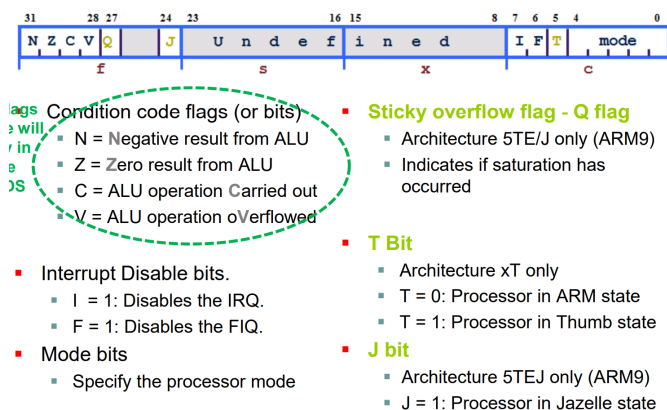 31 28 27 24 23 16 15 8 7 6 5 4 0
N Z C V Q J U n d e f i n e d I F T mode
f s x c
Condition code flags (or bits)
N = Negative result from ALU
Z = Zero result from ALU
C = ALU operation Carried out
V = ALU operation oVerflowed
Interrupt Disable bits.
I = 1: Disables the IRQ.
F = 1: Disables the FIQ.
Mode bits
Specify the processor mode
Sticky overflow flag - Q flag
Architecture 5TE/J only (ARM9)
Indicates if saturation has
occurred
T Bit
Architecture xT only
T = 0: Processor in ARM state
T = 1: Processor in Thumb state
J bit
Architecture 5TEJ only (ARM9)
J = 1: Processor in Jazelle state
will
in